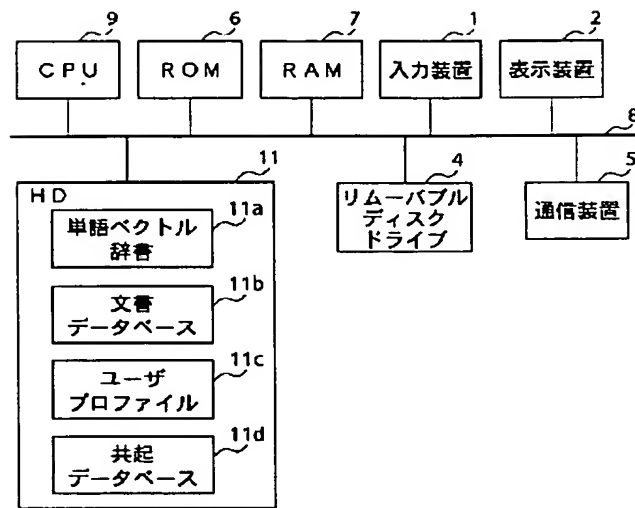 9
6
7
1
2
CPU
ROM
RAM
入力装置
表示装置
8
11
4
5
HD
リムーバブル
ディスク
ドライブ
通信装置
単語ベクトル
辞書
11a
文書
データベース
11b
ユーザ
プロファイル
11c
共起
データベース
11d